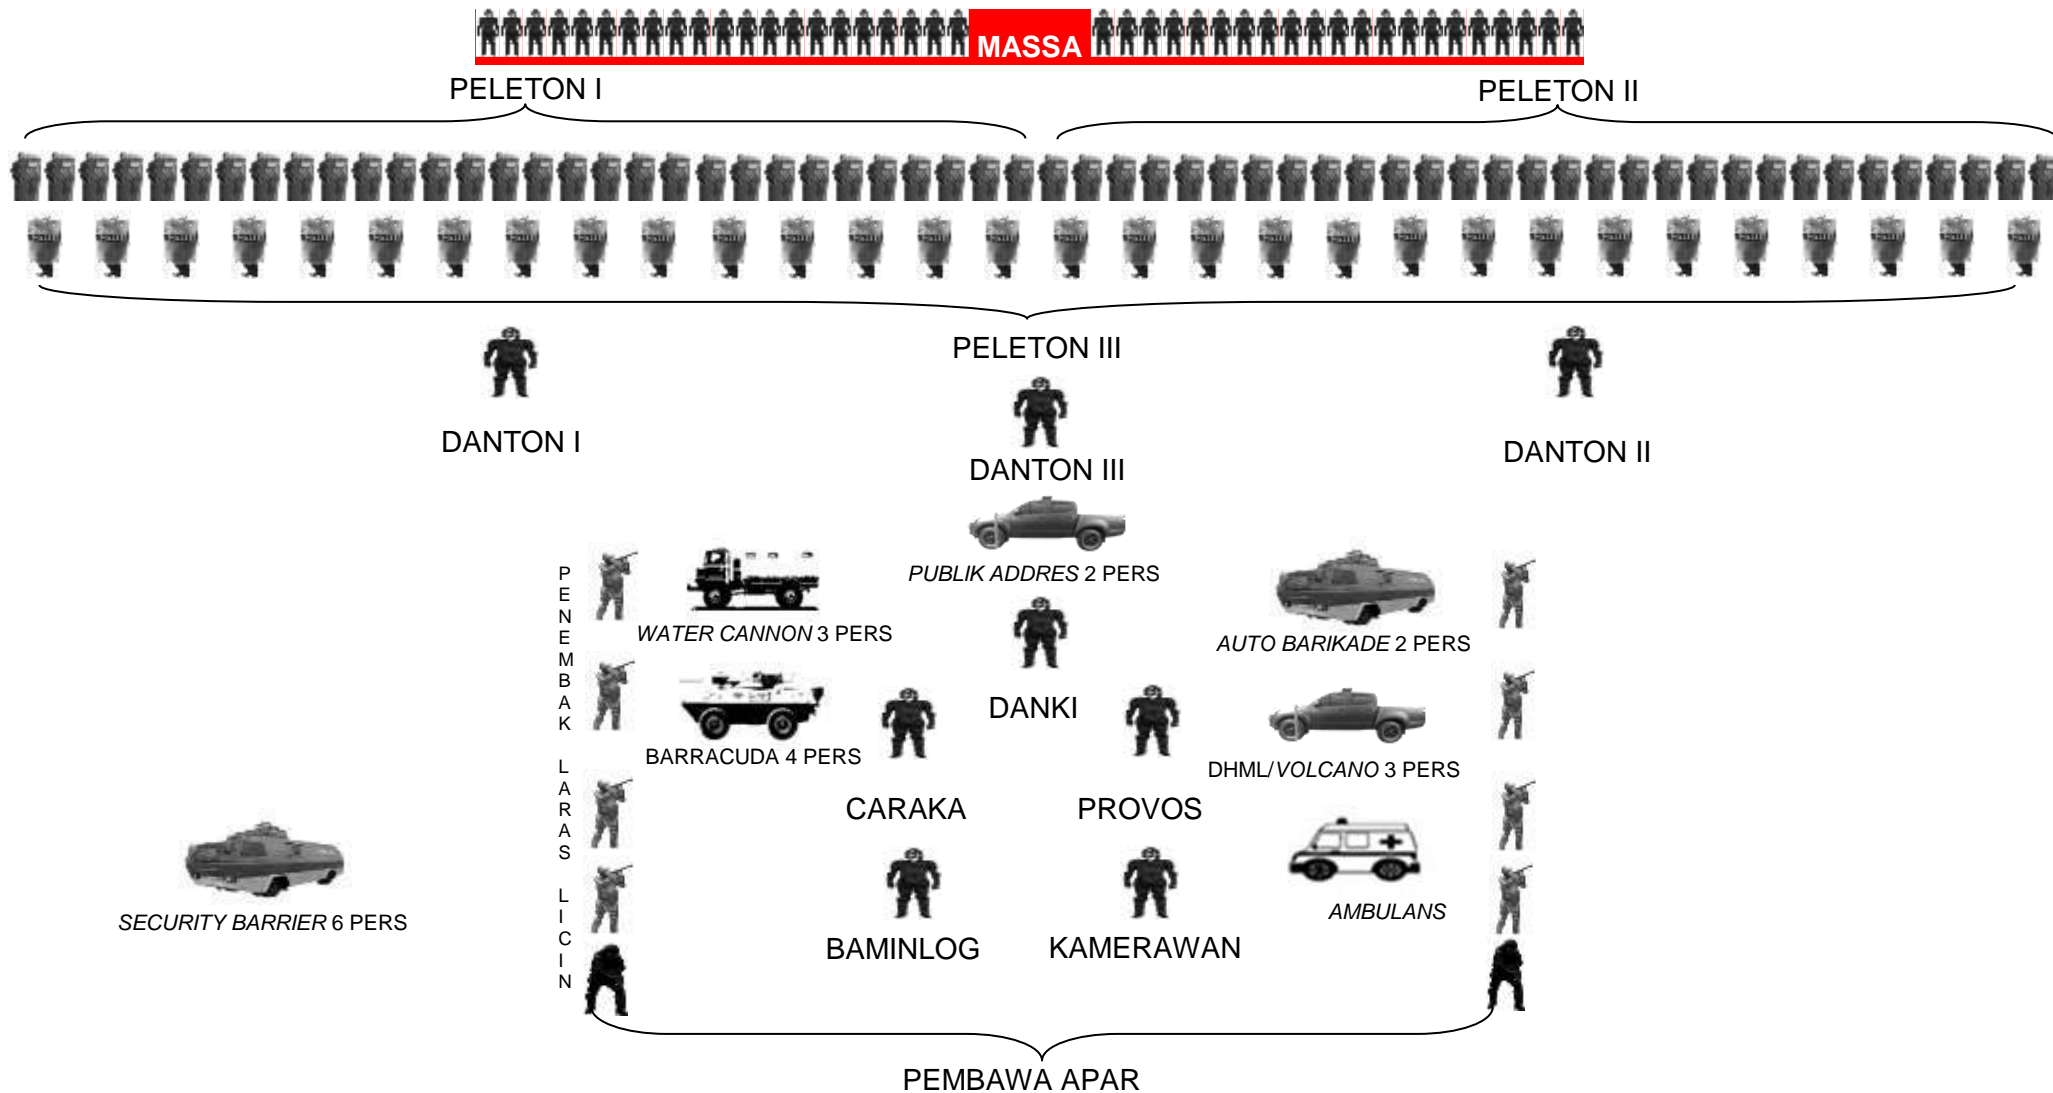 MASSA
PELETON I
PELETON II
PELETON III
DANTON I
DANTON II
DANTON III
PUBLIK ADDRES 2 PERS
WATER CANNON 3 PERS
AUTO BARIKADE 2 PERS
DANKI
BARRACUDA 4 PERS
DHML/VOLCANO 3 PERS
CARAKA
PROVOS
PENEMBAK LARAS LICIN
SECURITY BARRIER 6 PERS
AMBULANS
BAMINLOG
KAMERAWAN
PEMBAWA APAR